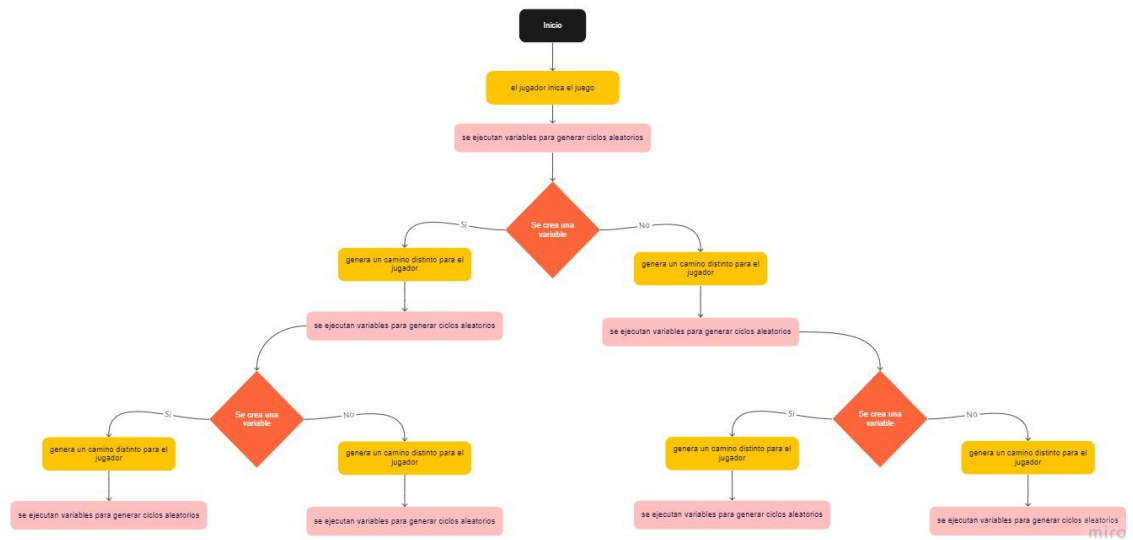 Inicio
el jugador inica el juego
se ejecutan variables para generar ciclos aleatorios
Se crea una
variable
Si
No
genera un camino distinto para el
jugador
genera un camino distinto para el
jugador
se ejecutan variables para generar ciclos aleatorios
se ejecutan variables para generar ciclos aleatorios
Se crea una
variable
Se crea una
variable
Si
No
Si
No
genera un camino distinto para el
jugador
genera un camino distinto para el
jugador
genera un camino distinto para el
jugador
genera un camino distinto para el
jugador
se ejecutan variables para generar ciclos aleatorios
se ejecutan variables para generar ciclos aleatorios
se ejecutan variables para generar ciclos aleatorios
se ejecutan variables para generar ciclos aleatorios
miro